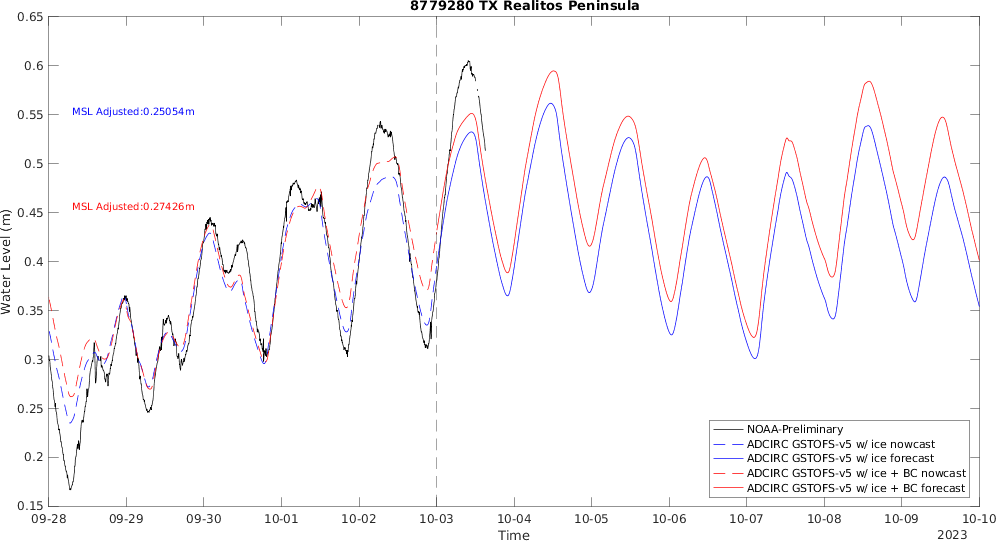 8779280 TX Realitos Peninsula
0.65
0.6
0.55
0.5
0.45
0.4
0.35
0.3
0.25
0.2
0.15
Water Level (m)
MSL Adjusted:0.25054m
MSL Adjusted:0.27426m
NOAA-Preliminary
ADCIRC GSTOFS-v5 w/ ice nowcast
ADCIRC GSTOFS-v5 w/ ice forecast
ADCIRC GSTOFS-v5 w/ ice + BC nowcast
ADCIRC GSTOFS-v5 w/ ice + BC forecast
09-28 09-29 09-30 10-01 10-02 10-03 10-04 10-05 10-06 10-07 10-08 10-09 10-10
Time
2023